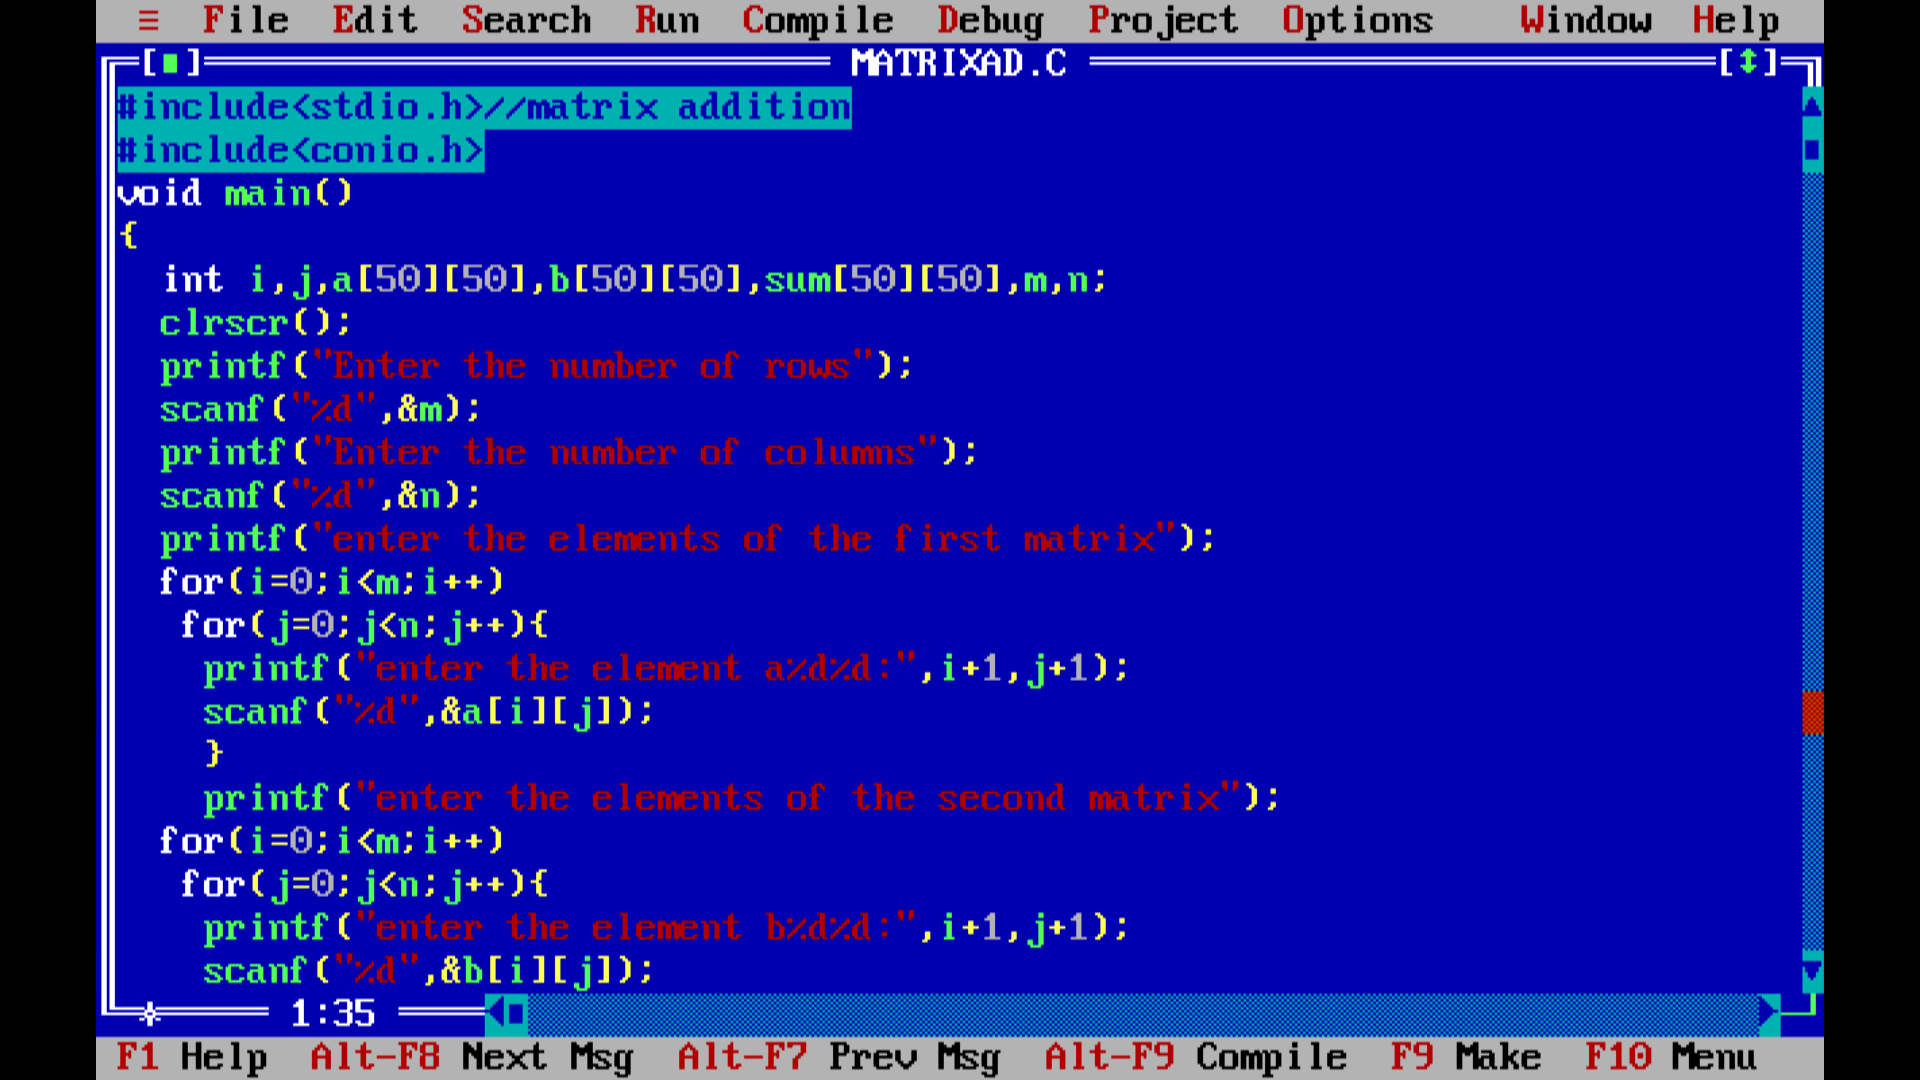 ≡ File Edit Search Run Compile Debug Project Options Window Help
[■] MATRIXAD.C [↕]
#include<stdio.h>//matrix addition
#include<conio.h>
void main()
{
int i,j,a[50][50],b[50][50],sum[50][50],m,n;
clrscr();
printf("Enter the number of rows");
scanf("%d",&m);
printf("Enter the number of columns");
scanf("%d",&n);
printf("enter the elements of the first matrix");
for(i=0;i<m;i++)
for(j=0;j<n;j++){
printf("enter the element a%d%d:",i+1,j+1);
scanf("%d",&a[i][j]);
}
printf("enter the elements of the second matrix");
for(i=0;i<m;i++)
for(j=0;j<n;j++){
printf("enter the element b%d%d:",i+1,j+1);
scanf("%d",&b[i][j]);
1:35
F1 Help Alt-F8 Next Msg Alt-F7 Prev Msg Alt-F9 Compile F9 Make F10 Menu